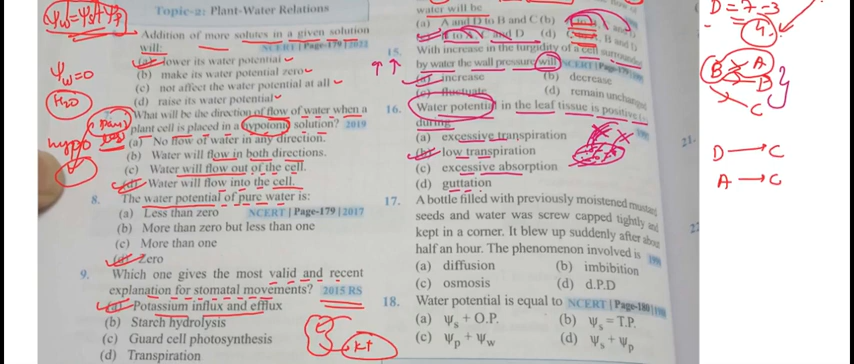 Topic-2: Plant-Water Relations
Ψw=Ψs+Ψp
Addition of more solutes in a given solution
will: NCERT | Page-179 | 2021
(a) lower its water potential
(b) make its water potential zero
(c) not affect the water potential at all
(d) raise its water potential
Ψw=0
H2O
7. What will be the direction of flow of water when a
plant cell is placed in a hypotonic solution? 2019
(a) No flow of water in any direction.
(b) Water will flow in both directions.
(c) Water will flow out of the cell.
(d) Water will flow into the cell.
hypo
8. The water potential of pure water is:
(a) Less than zero NCERT | Page-179 | 2017
(b) More than zero but less than one
(c) More than one
(d) Zero
9. Which one gives the most valid and recent
explanation for stomatal movements? 2015 RS
(a) Potassium influx and efflux
(b) Starch hydrolysis
(c) Guard cell photosynthesis
(d) Transpiration
K+
water will be
(a) A and D to B and C (b)
and D (d) B and
15. With increase in the turgidity of a cell surrounded
by water the wall pressure will NCERT | Page-179
(a) increase (b) decrease
(c) fluctuate (d) remain unchanged
16. Water potential in the leaf tissue is positive
during
(a) excessive transpiration
(b) low transpiration
(c) excessive absorption
(d) guttation
17. A bottle filled with previously moistened mustard
seeds and water was screw capped tightly and
kept in a corner. It blew up suddenly after about
half an hour. The phenomenon involved is
(a) diffusion (b) imbibition
(c) osmosis (d) d.P.D
18. Water potential is equal to NCERT | Page-180
(a) Ψs + O.P. (b) Ψs = T.P.
(c) Ψp + Ψw (d) Ψs + Ψp
D=7-3
= 4
B A
D
C
D → C
A → C
21.
22